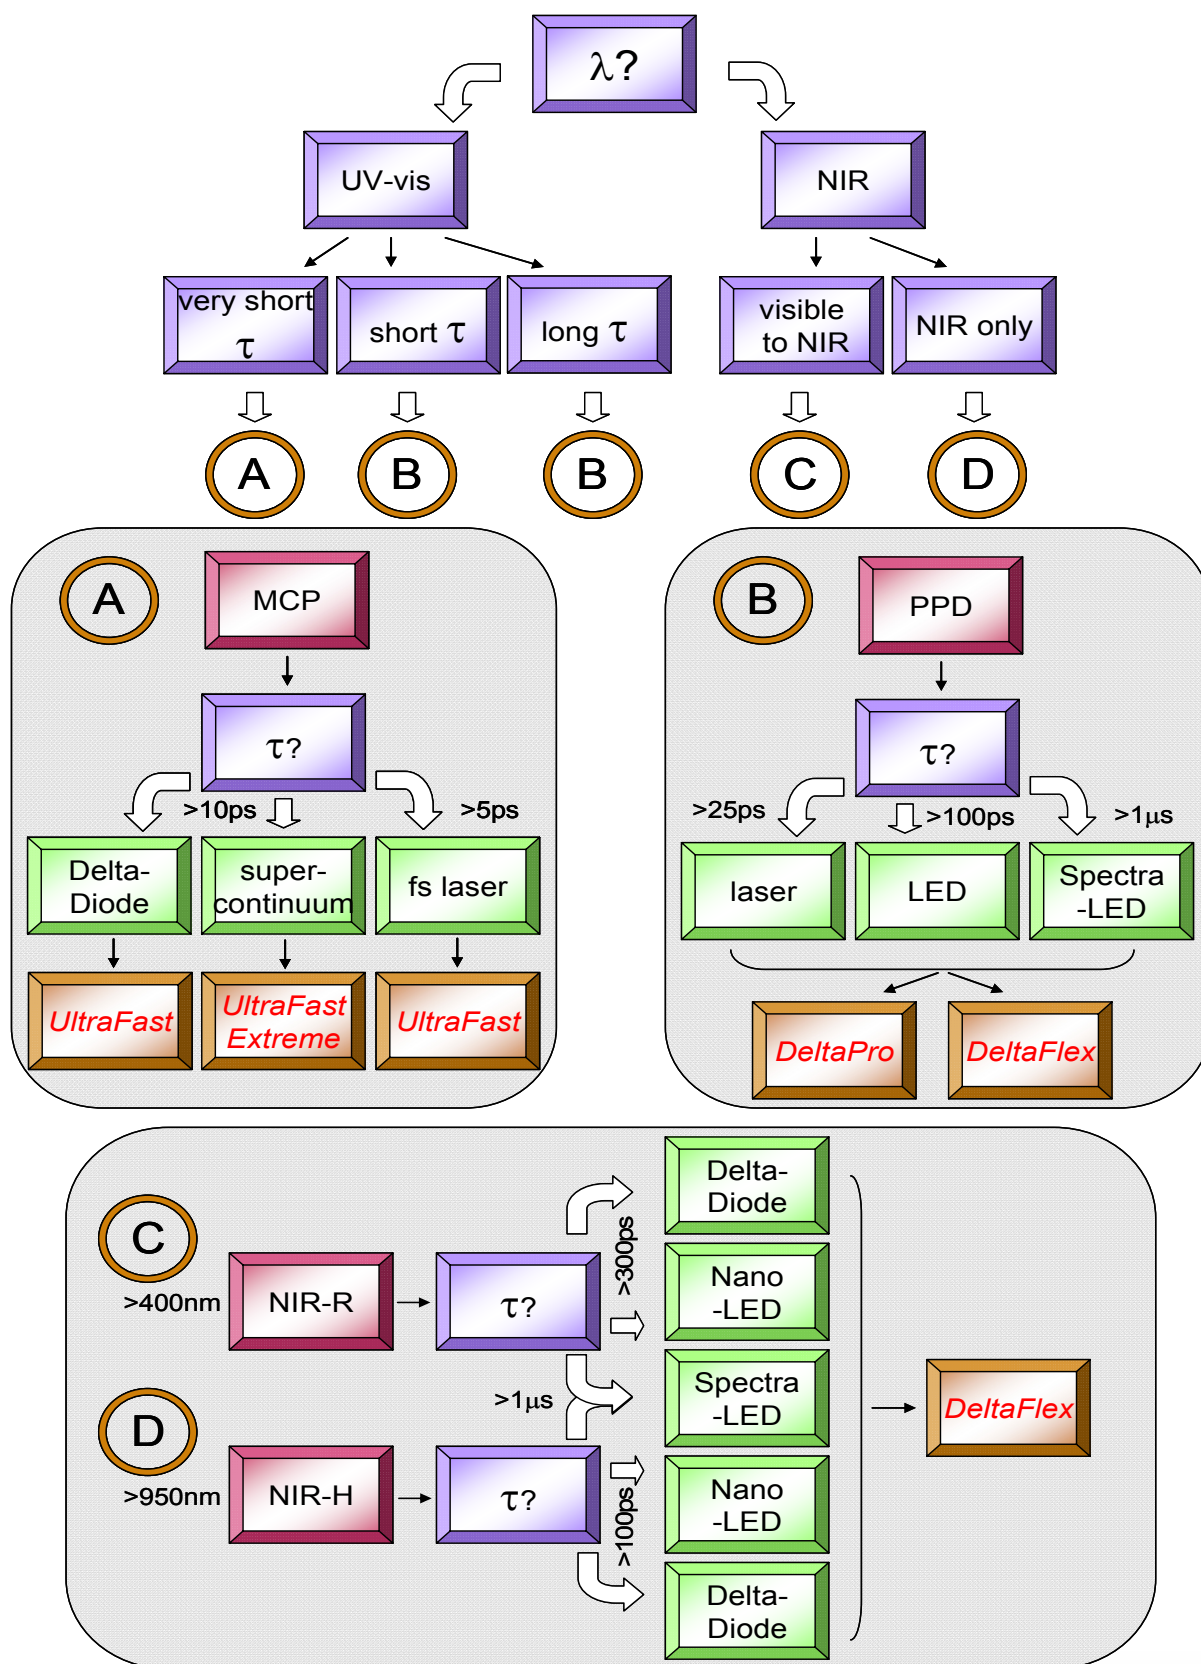 λ?
UV-vis
NIR
very short
τ
short τ
long τ
visible
to NIR
NIR only
A
B
B
C
D
A
MCP
τ?
>10ps
>5ps
Delta-
Diode
super-
continuum
fs laser
UltraFast
UltraFast
Extreme
UltraFast
B
PPD
τ?
>25ps
>100ps
>1μs
laser
LED
Spectra
-LED
DeltaPro
DeltaFlex
C
>400nm
NIR-R
τ?
>300ps
Delta-
Diode
Nano
-LED
>1μs
Spectra
-LED
DeltaFlex
D
>950nm
NIR-H
τ?
>100ps
Nano
-LED
Delta-
Diode